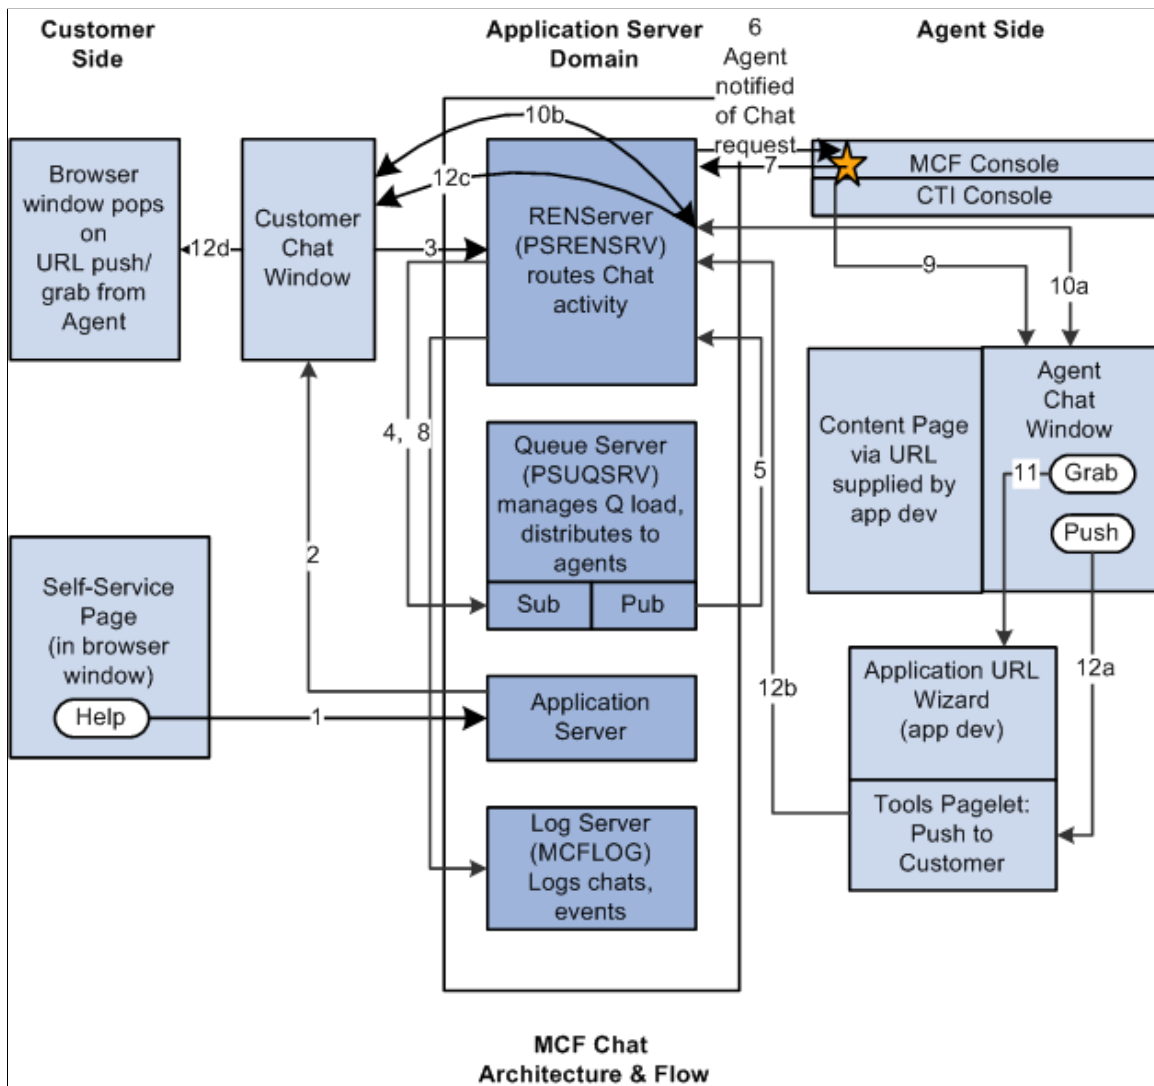 Customer
Side
Application Server
Domain
6
Agent
notified
of Chat
request
Agent Side
Browser
window pops
on
URL push/
grab from
Agent
12d
Customer
Chat
Window
10b
12c
3
RENServer
(PSRENSRV)
routes Chat
activity
7
MCF Console
CTI Console
9
10a
4, 8
Queue Server
(PSUQSRV)
manages Q load,
distributes to
agents
Sub
Pub
5
Content Page
via URL
supplied by
app dev
Agent
Chat
Window
11
Grab
Push
2
Self-Service
Page
(in browser
window)
Help
1
Application
Server
12b
Application URL
Wizard
(app dev)
12a
Tools Pagelet:
Push to
Customer
Log Server
(MCFLOG)
Logs chats,
events
MCF Chat
Architecture & Flow